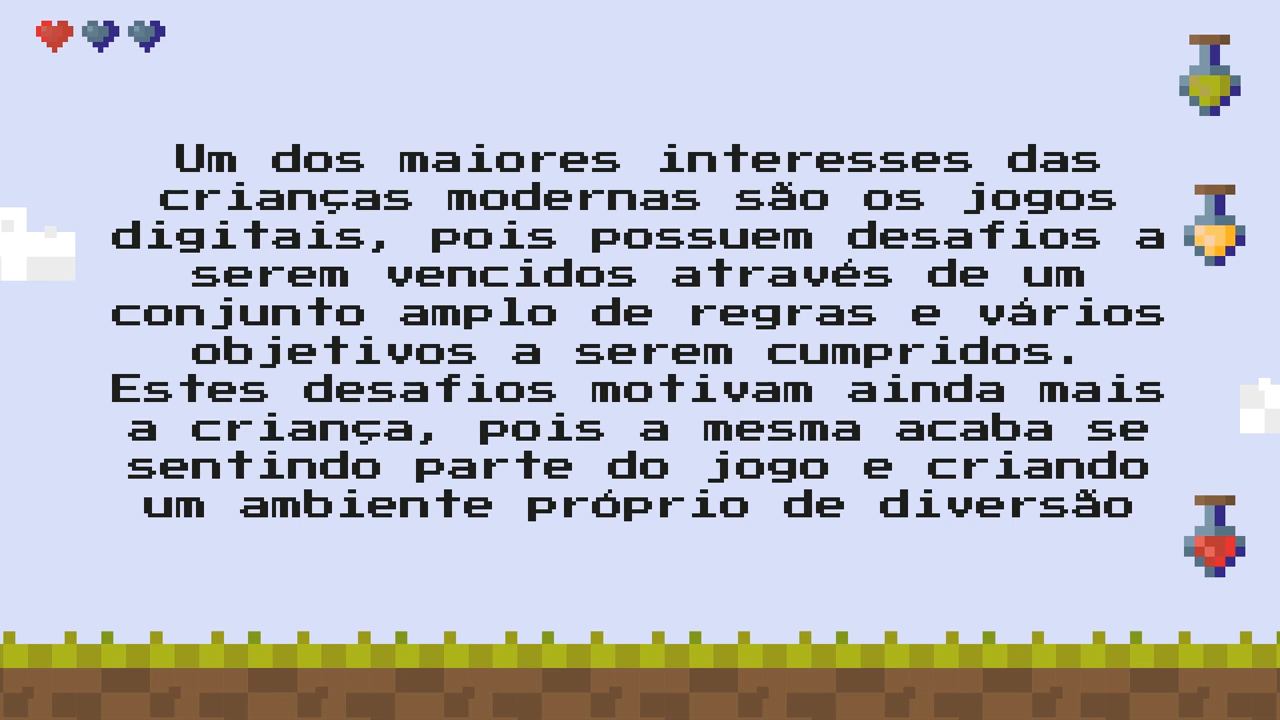 Um dos maiores interesses das
crianças modernas são os jogos
digitais, pois possuem desafios a
serem vencidos através de um
conjunto amplo de regras e vários
objetivos a serem cumpridos.
Estes desafios motivam ainda mais
a criança, pois a mesma acaba se
sentindo parte do jogo e criando
um ambiente próprio de diversão